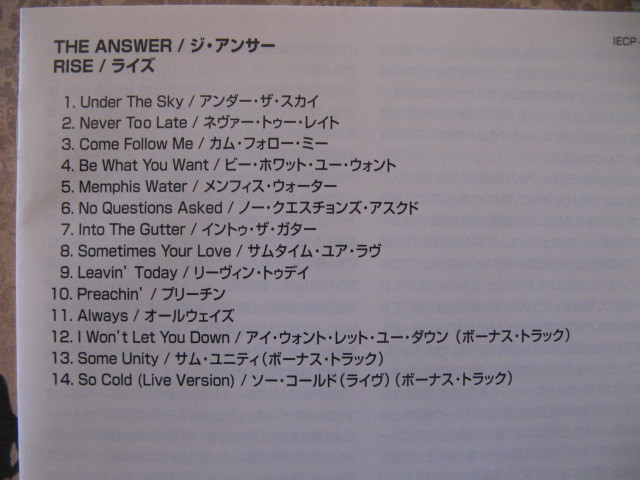 THE ANSWER / ジ・アンサー
IECP-
RISE / ライズ
1. Under The Sky / アンダー・ザ・スカイ
2. Never Too Late / ネヴァー・トゥー・レイト
3. Come Follow Me / カム・フォロー・ミー
4. Be What You Want / ビー・ホワット・ユー・ウォント
5. Memphis Water / メンフィス・ウォーター
6. No Questions Asked / ノー・クエスチョンズ・アスクド
7. Into The Gutter / イントゥ・ザ・ガター
8. Sometimes Your Love / サムタイム・ユア・ラヴ
9. Leavin' Today / リーヴィン・トゥデイ
10. Preachin' / プリーチン
11. Always / オールウェイズ
12. I Won't Let You Down / アイ・ウォント・レット・ユー・ダウン (ボーナス・トラック)
13. Some Unity / サム・ユニティ(ボーナス・トラック)
14. So Cold (Live Version) / ソー・コールド(ライヴ) (ボーナス・トラック)